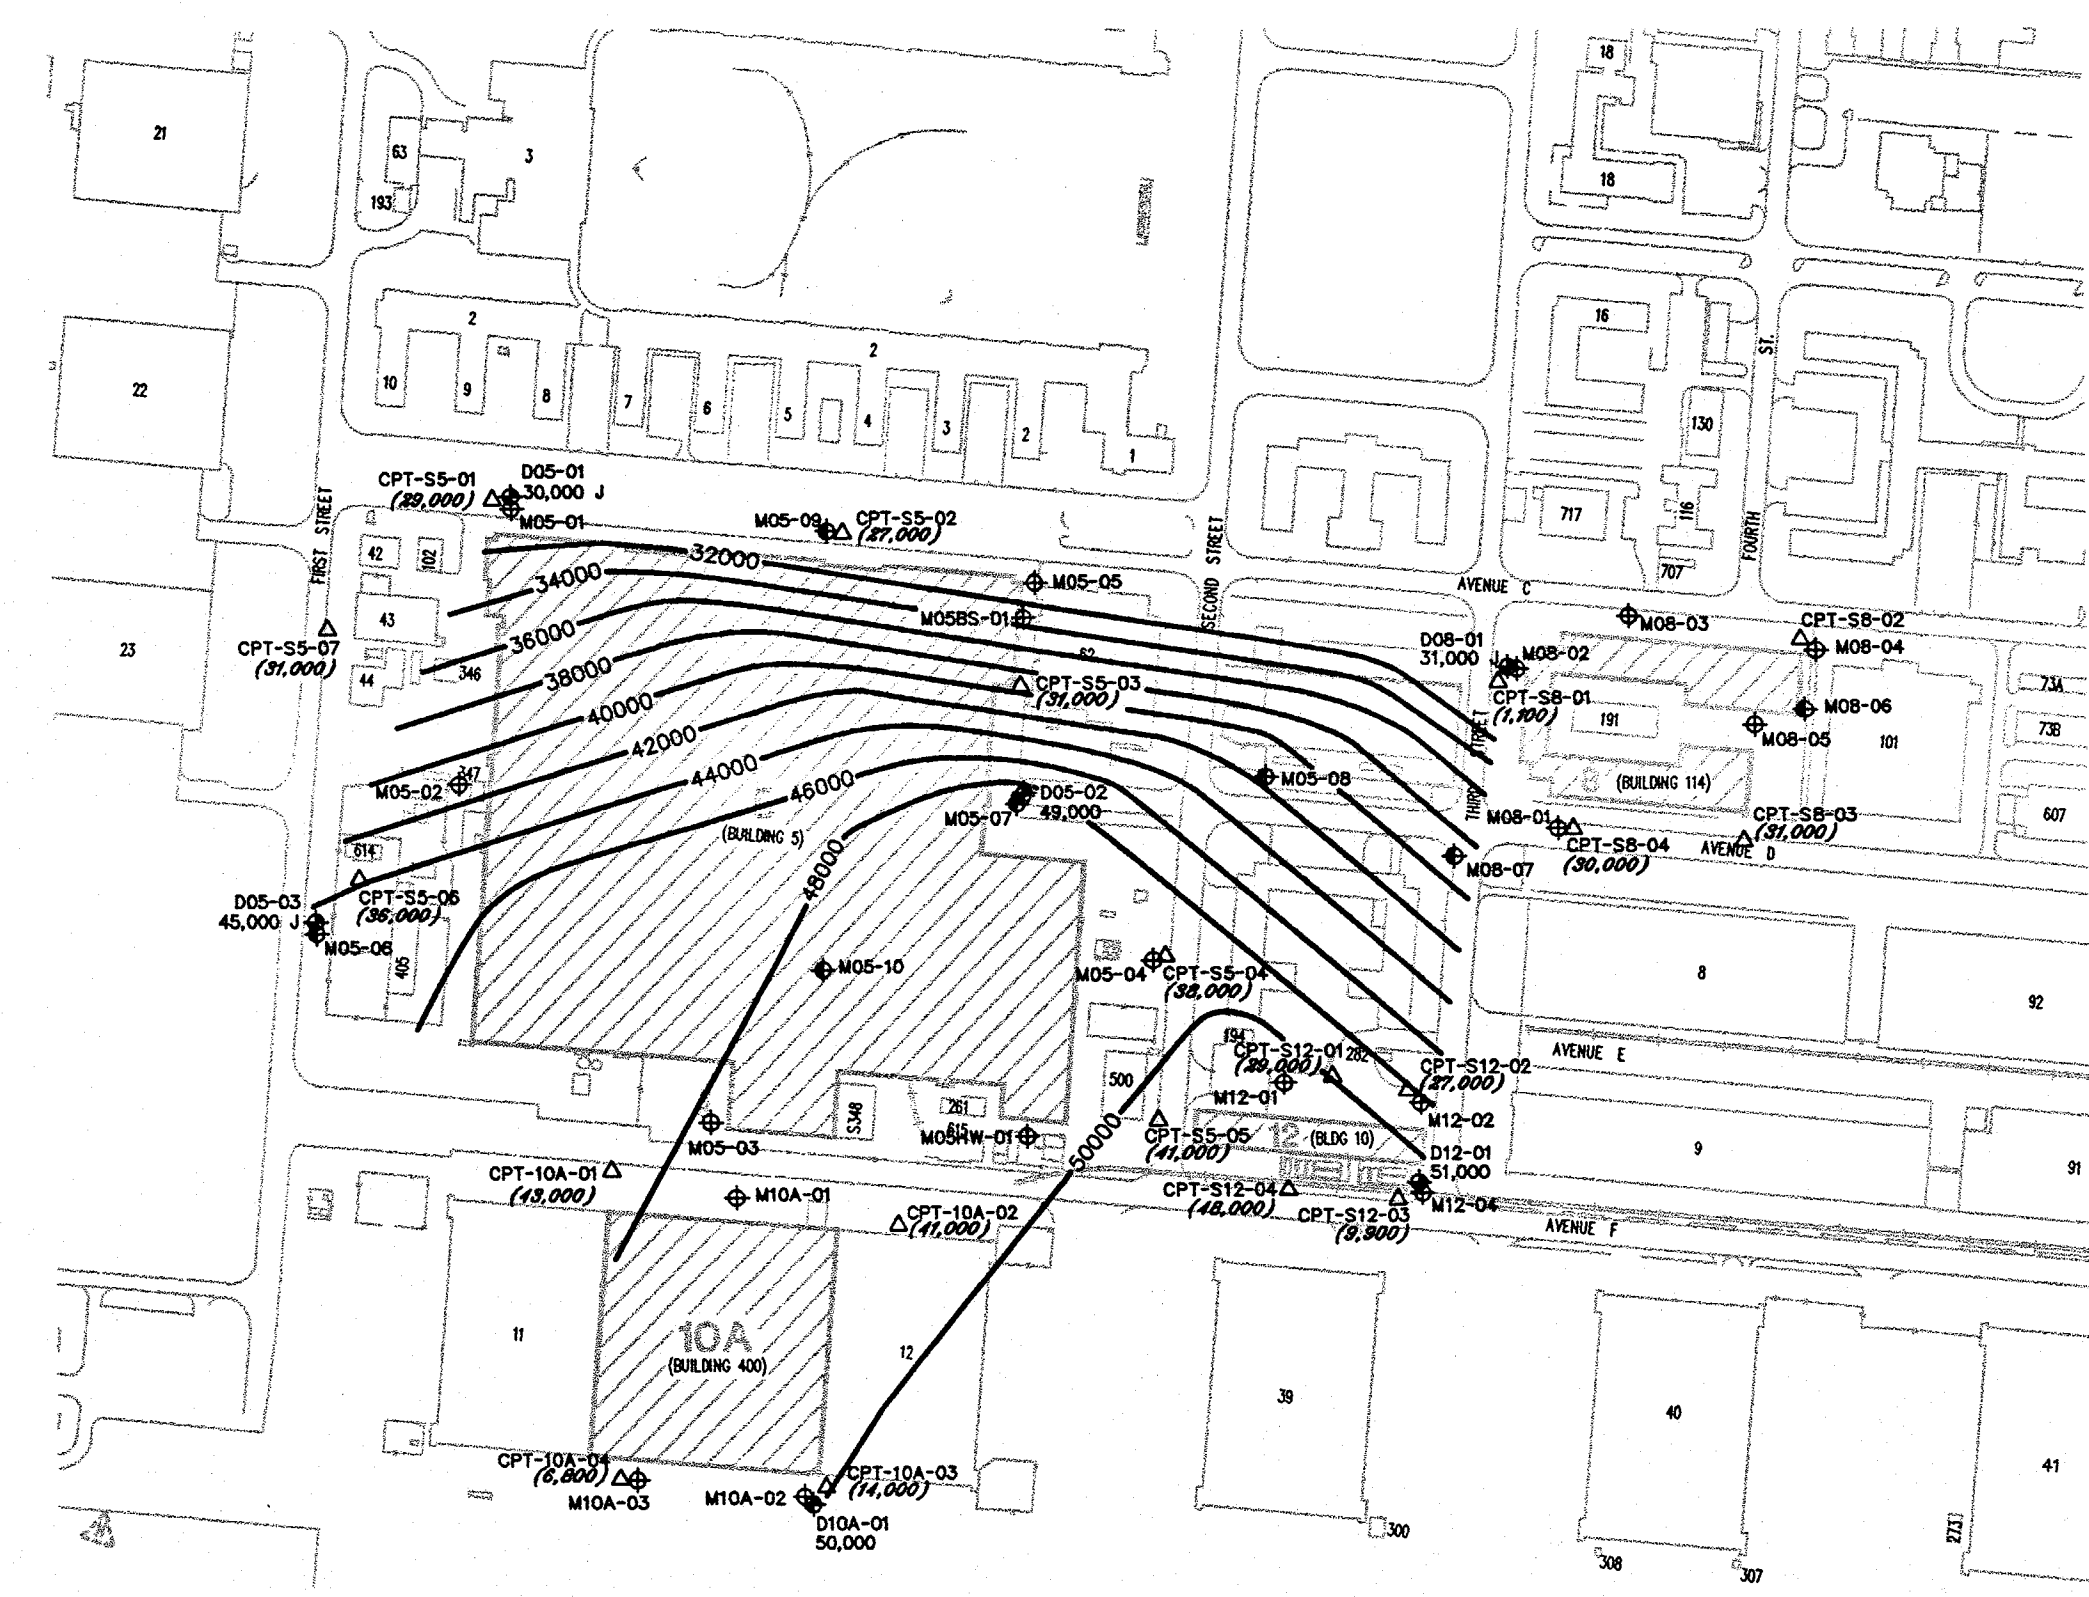 18
21
63
3
193
18
2
16
ST.
2
22
10
9
8
7
6
5
4
3
2
1
130
CPT-S5-01
(29,000)
D05-01
30,000 J
M05-01
FIRST STREET
M05-09
CPT-S5-02
(27,000)
717
116
FOURTH
SECOND STREET
42
102
32000
34000
M05-05
AVENUE C
707
M05BS-01
43
36000
M08-03
CPT-S8-02
M08-04
23
CPT-S5-07
(31,000)
D08-01
31,000 J
M08-02
62
346
44
38000
CPT-S5-03
(31,000)
CPT-S8-01
(1,100)
73A
40000
191
M08-06
M08-05
101
73B
42000
THIRD STREET
44000
347
M05-02
46000
M05-08
8
(BUILDING 114)
D05-02
49,000
M05-07
M08-01
CPT-S8-03
(31,000)
607
(BUILDING 5)
CPT-S8-04
(30,000)
AVENUE D
614
48000
M08-07
CPT-S5-06
(36,000)
D05-03
45,000 J
M05-06
405
M05-10
M05-04
CPT-S5-04
(38,000)
8
92
194
CPT-S12-01
(29,000)
282
AVENUE E
CPT-S12-02
(27,000)
500
M12-01
S348
261
M12-02
615
M05HW-01
M05-03
50000
CPT-S5-05
(41,000)
12
(BLDG 10)
9
D12-01
51,000
91
CPT-10A-01
(43,000)
M10A-01
CPT-10A-02
(41,000)
CPT-S12-04
(48,000)
CPT-S12-03
(9,900)
M12-04
AVENUE F
11
10A
(BUILDING 400)
12
39
40
41
CPT-10A-04
(6,800)
M10A-03
M10A-02
CPT-10A-03
(14,000)
D10A-01
50,000
300
273
308
307